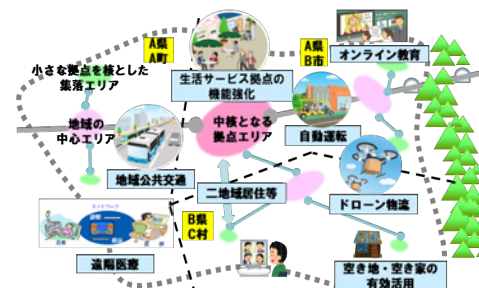 A県
A町
A県
B市
オンライン教育
小さな拠点を核とした
集落エリア
生活サービス拠点の
機能強化
地域の
中心エリア
中核となる
拠点エリア
自動運転
地域公共交通
二地域居住等
ドローン物流
B県
C村
遠隔医療
空き地・空き家の
有効活用